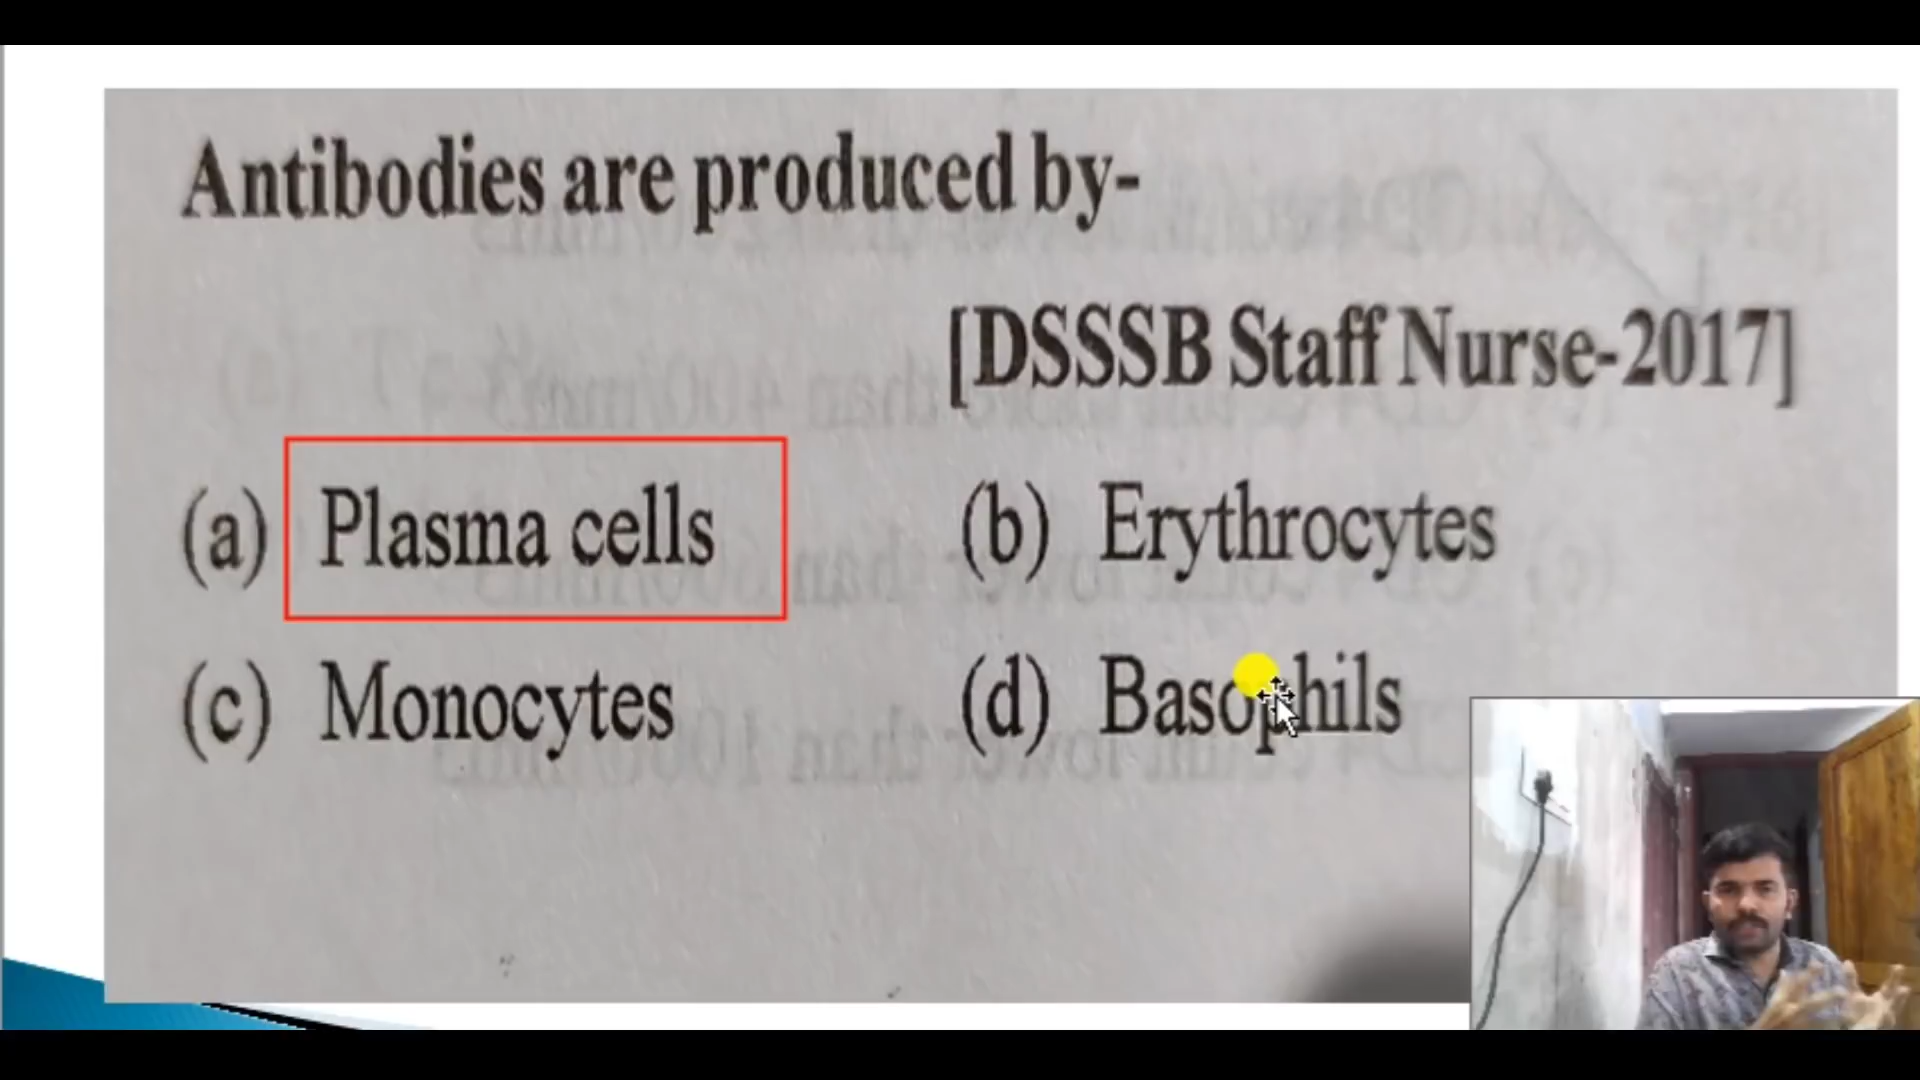 Antibodies are produced by-
[DSSSB Staff Nurse-2017]
(a) Plasma cells (b) Erythrocytes
(c) Monocytes (d) Basophils